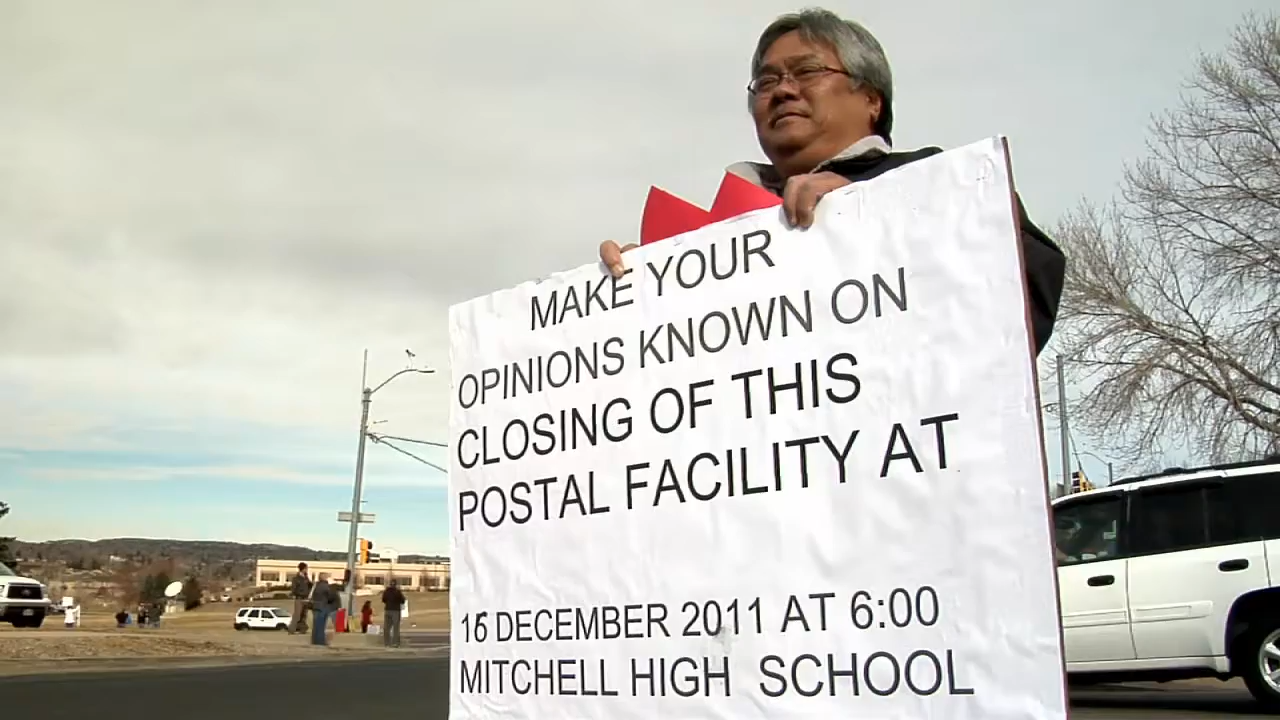 MAKE YOUR
OPINIONS KNOWN ON
CLOSING OF THIS
POSTAL FACILITY AT
16 DECEMBER 2011 AT 6:00
MITCHELL HIGH SCHOOL